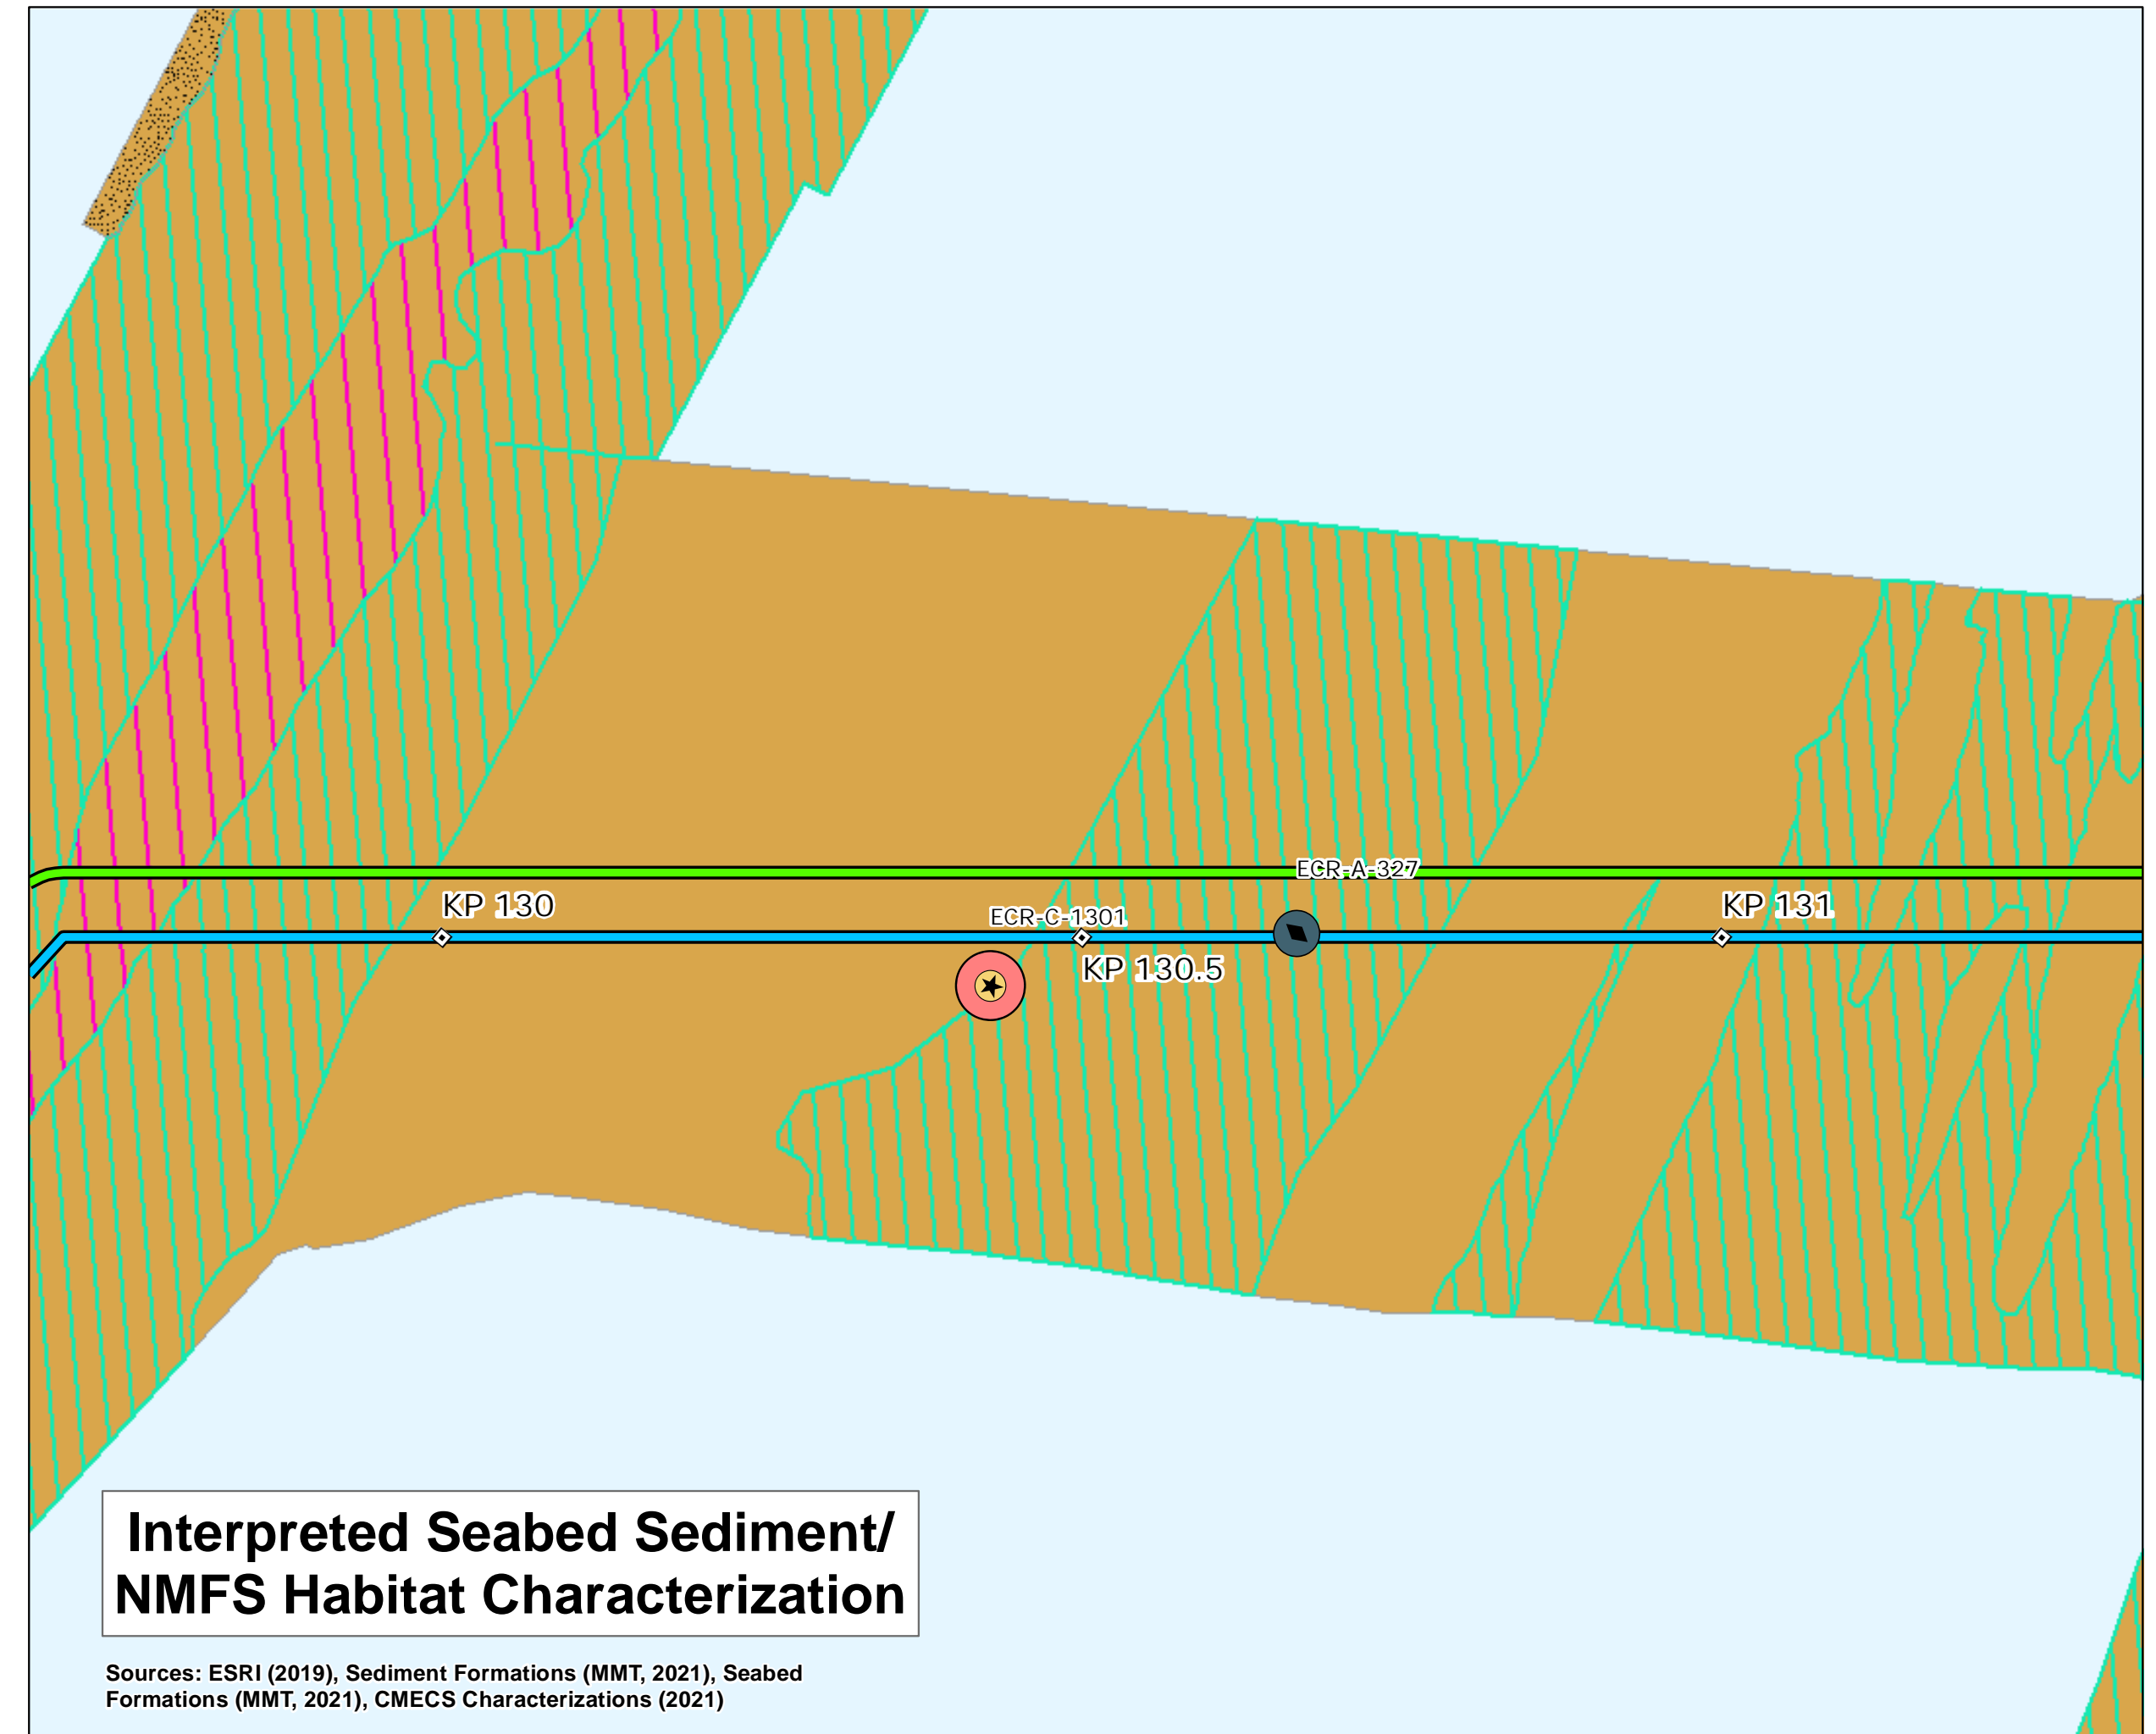 ECR-A-327
KP 130
ECR-C-1301
KP 131
KP 130.5
Interpreted Seabed Sediment/
NMFS Habitat Characterization
Sources: ESRI (2019), Sediment Formations (MMT, 2021), Seabed
Formations (MMT, 2021), CMECS Characterizations (2021)